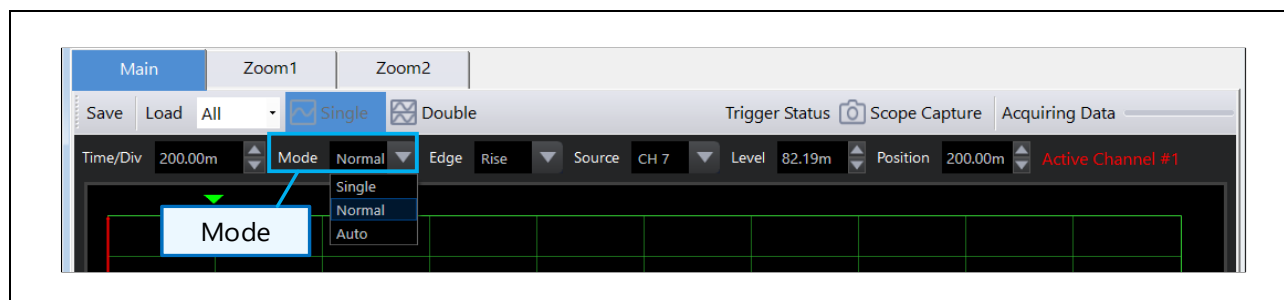 Main Zoom1 Zoom2
Save Load All Single Double Trigger Status Scope Capture Acquiring Data
Time/Div 200.00m Mode Normal Edge Rise Source CH 7 Level 82.19m Position 200.00m Active Channel #1
Single
Normal
Auto
Mode